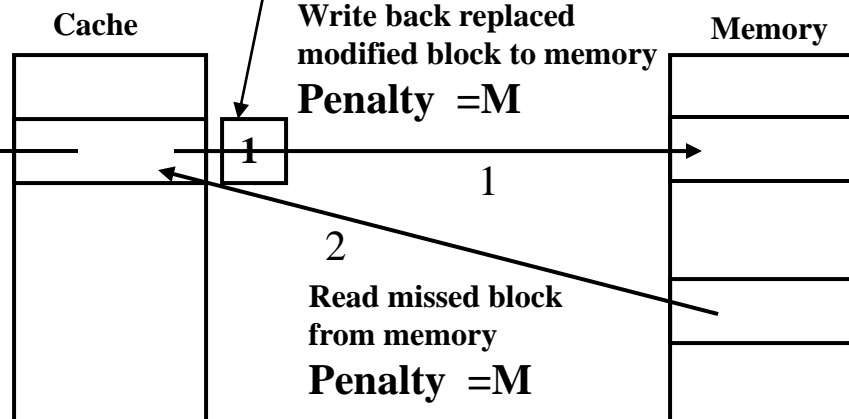 Cache
Write back replaced
modified block to memory
Penalty =M
Memory
1
1
2
Read missed block
from memory
Penalty =M